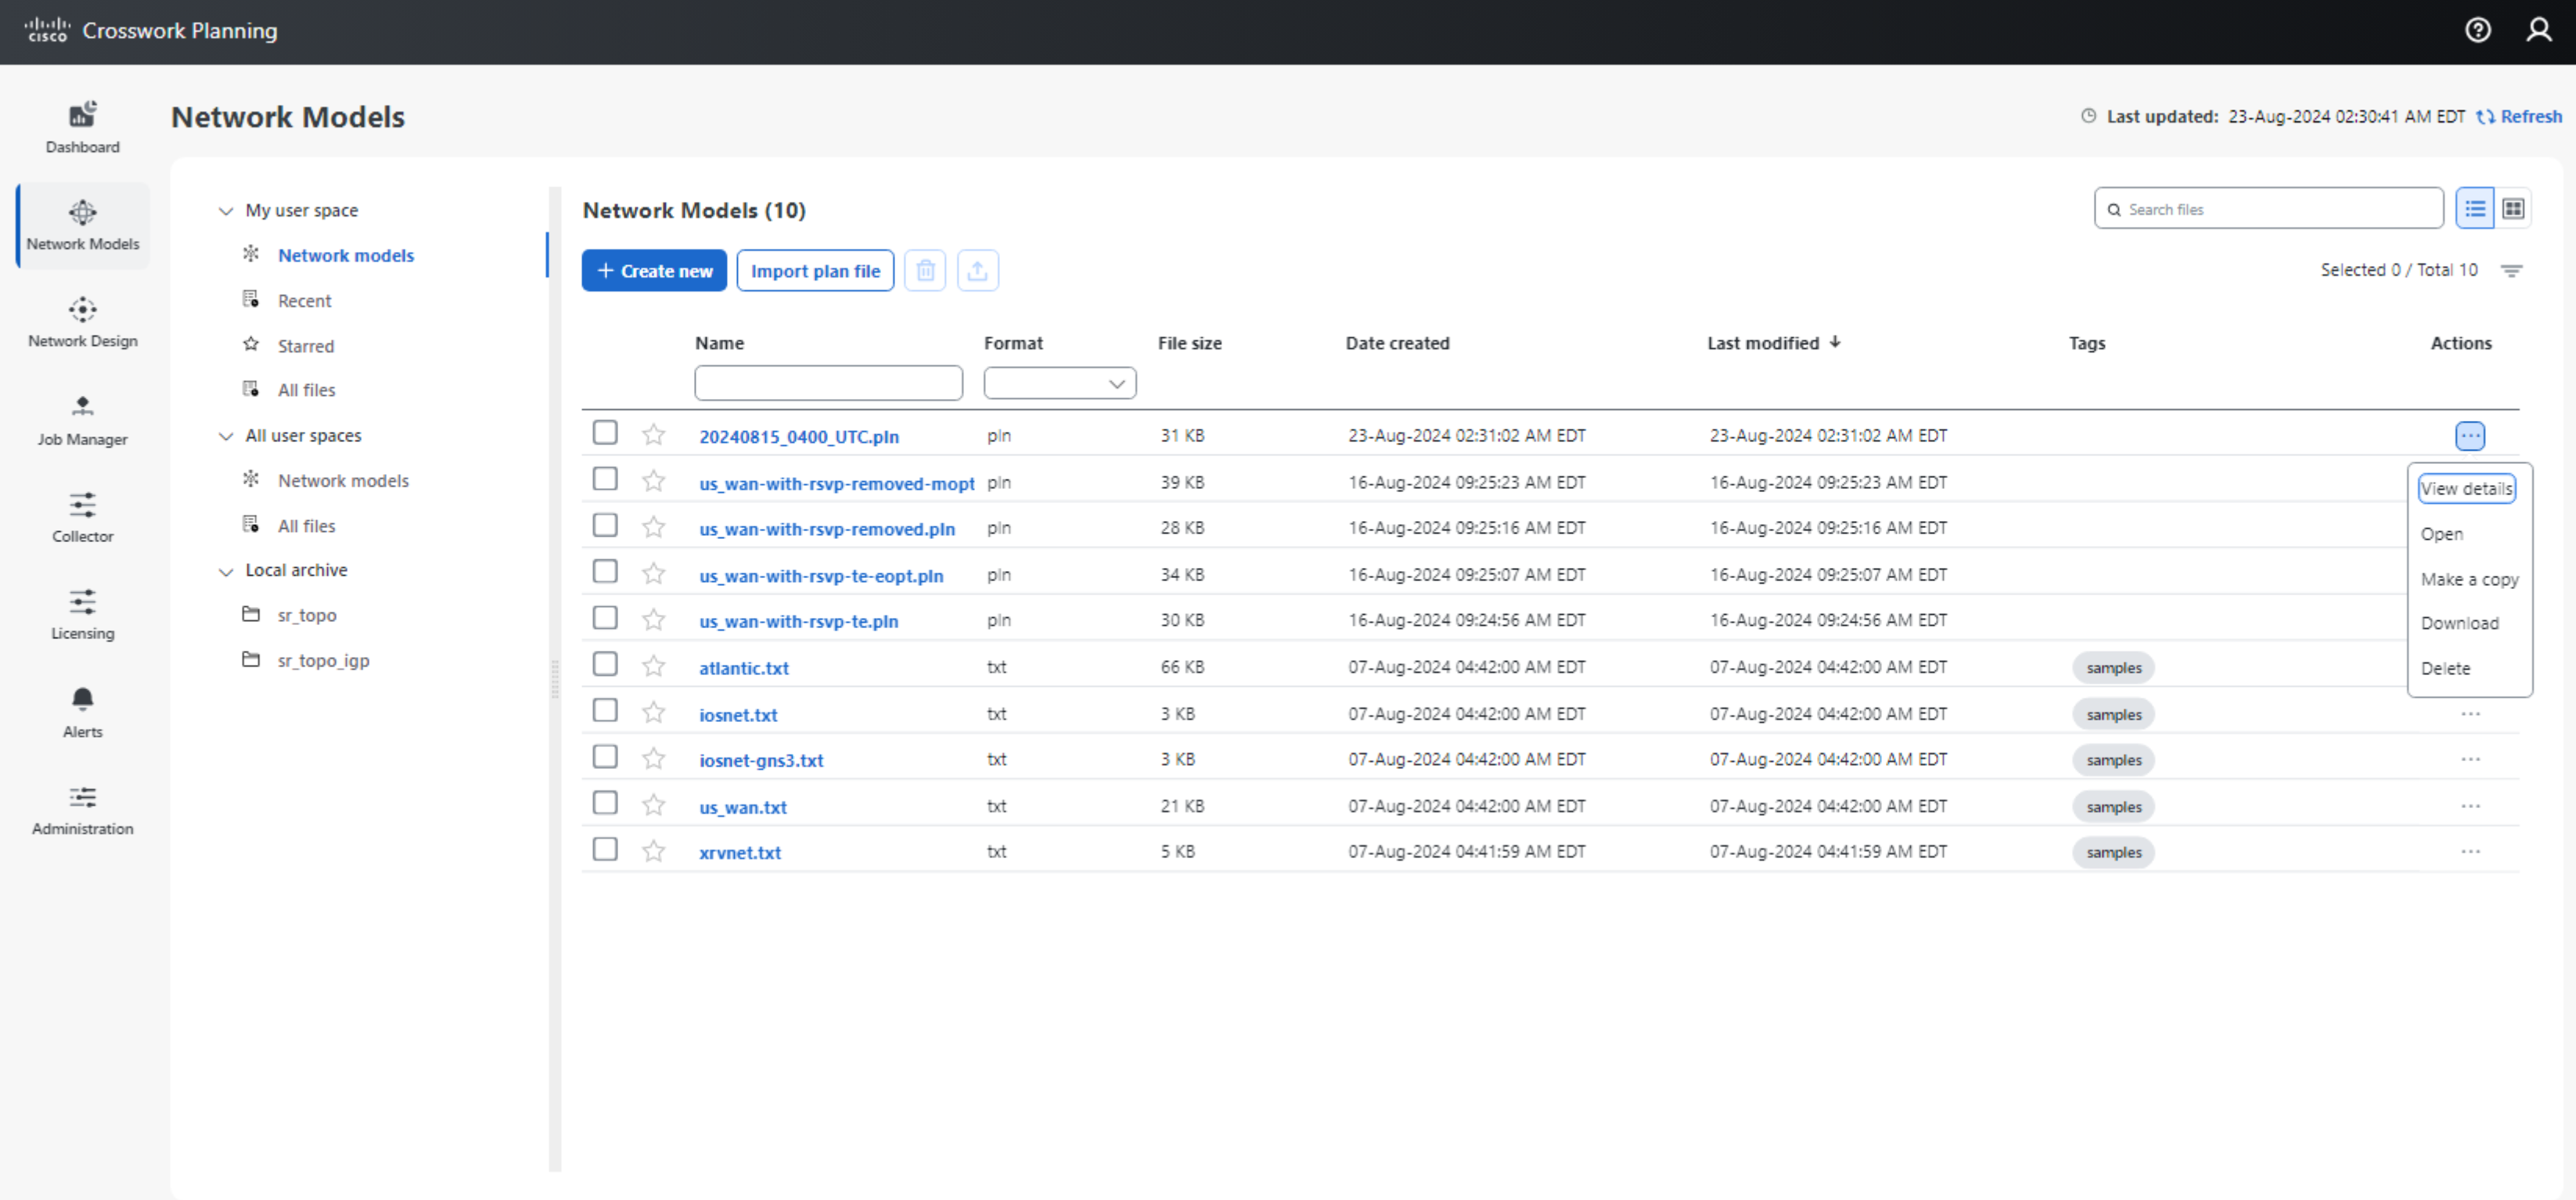 cisco Crosswork Planning
Dashboard
Network Models
Network Design
Job Manager
Collector
Licensing
Alerts
Administration
Network Models
Last updated: 23-Aug-2024 02:30:41 AM EDT Refresh
My user space
Network models
Recent
Starred
All files
All user spaces
Network models
All files
Local archive
sr_topo
sr_topo_igp
Network Models (10)
Search files
+ Create new Import plan file
Selected 0 / Total 10
Name Format File size Date created Last modified ↓ Tags Actions
20240815_0400_UTC.pln pln 31 KB 23-Aug-2024 02:31:02 AM EDT 23-Aug-2024 02:31:02 AM EDT ...
us_wan-with-rsvp-removed-mopt pln 39 KB 16-Aug-2024 09:25:23 AM EDT 16-Aug-2024 09:25:23 AM EDT
us_wan-with-rsvp-removed.pln pln 28 KB 16-Aug-2024 09:25:16 AM EDT 16-Aug-2024 09:25:16 AM EDT
us_wan-with-rsvp-te-eopt.pln pln 34 KB 16-Aug-2024 09:25:07 AM EDT 16-Aug-2024 09:25:07 AM EDT
us_wan-with-rsvp-te.pln pln 30 KB 16-Aug-2024 09:24:56 AM EDT 16-Aug-2024 09:24:56 AM EDT
atlantic.txt txt 66 KB 07-Aug-2024 04:42:00 AM EDT 07-Aug-2024 04:42:00 AM EDT samples
iosnet.txt txt 3 KB 07-Aug-2024 04:42:00 AM EDT 07-Aug-2024 04:42:00 AM EDT samples ...
iosnet-gns3.txt txt 3 KB 07-Aug-2024 04:42:00 AM EDT 07-Aug-2024 04:42:00 AM EDT samples ...
us_wan.txt txt 21 KB 07-Aug-2024 04:42:00 AM EDT 07-Aug-2024 04:42:00 AM EDT samples ...
xrvnet.txt txt 5 KB 07-Aug-2024 04:41:59 AM EDT 07-Aug-2024 04:41:59 AM EDT samples ...
View details
Open
Make a copy
Download
Delete